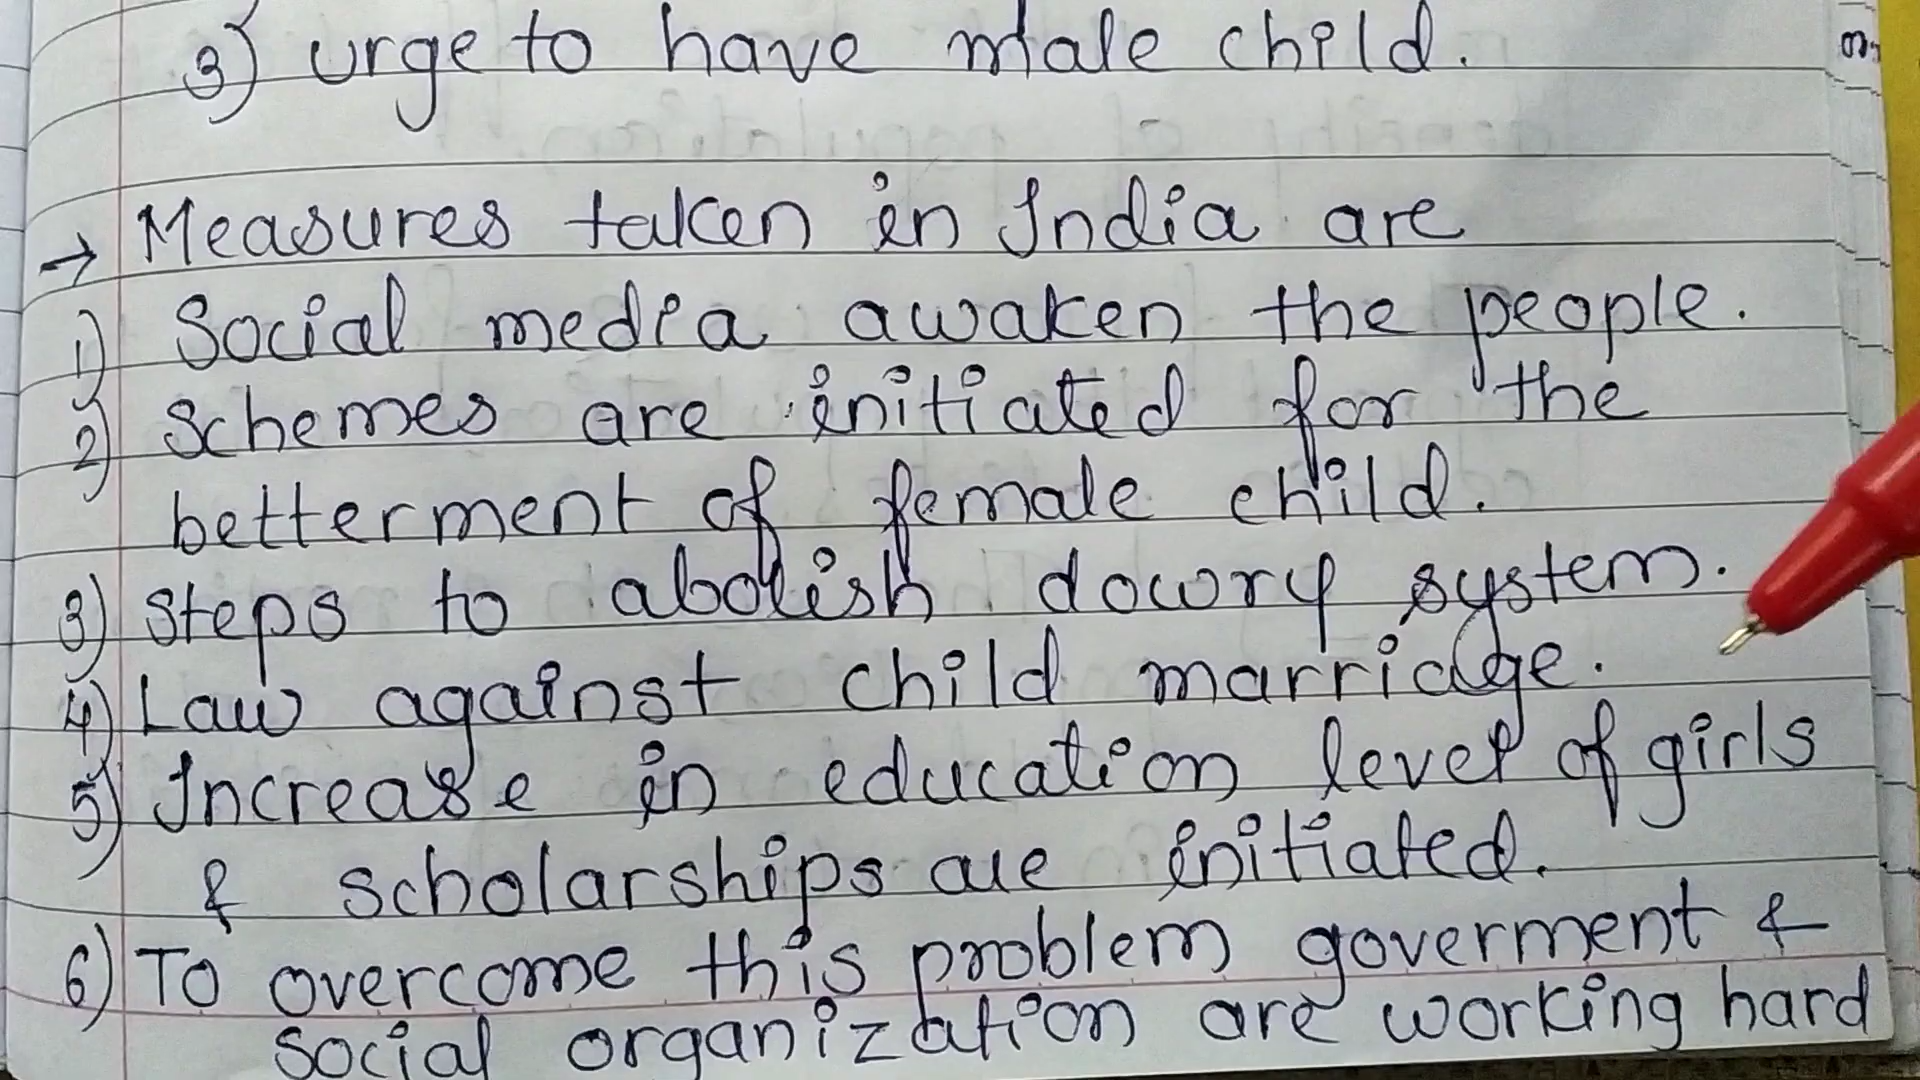 3) urge to have male child.
→ Measures taken in India are
1) Social media awaken the people.
2) Schemes are initiated for the
betterment of female child.
3) Steps to abolish dowry system.
4) Law against child marriage.
5) Increase in education level of girls
& scholarships are initiated.
6) To overcome this problem goverment &
social organization are working hard